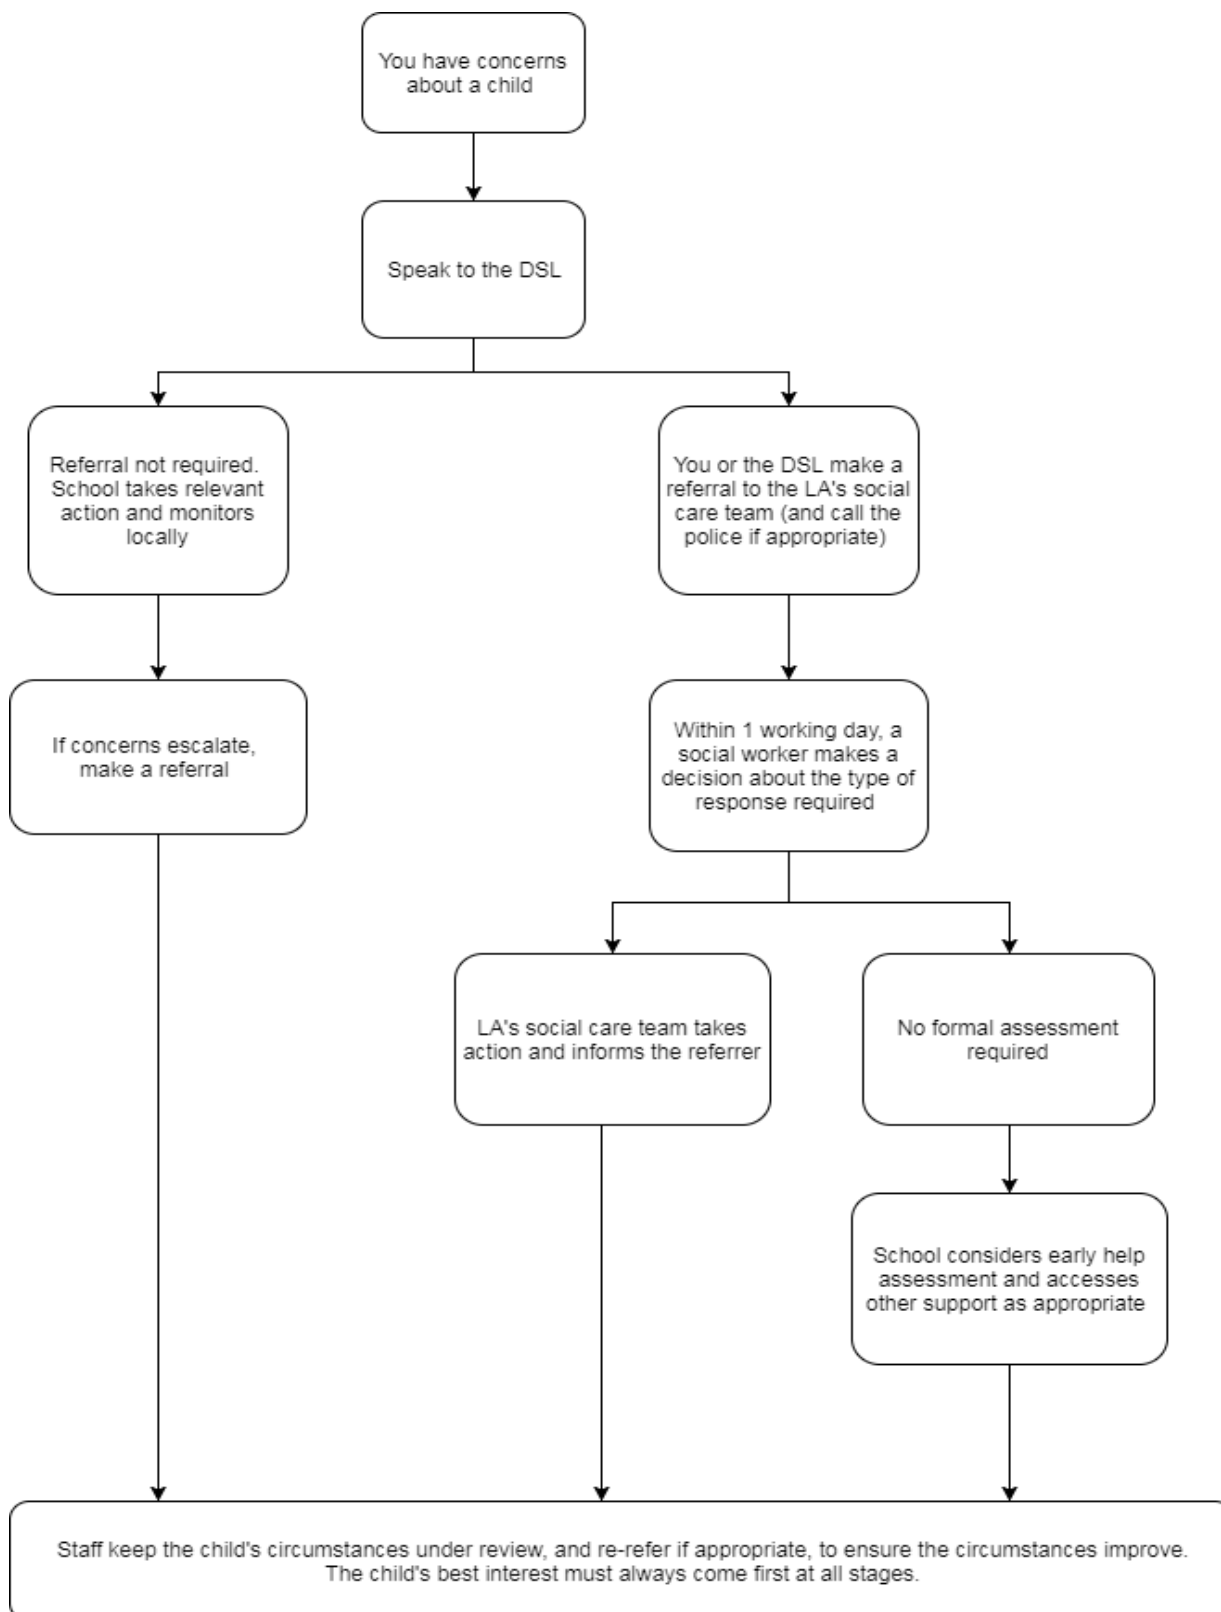 You have concerns
about a child
Speak to the DSL
Referral not required.
School takes relevant
action and monitors
locally
You or the DSL make a
referral to the LA's social
care team (and call the
police if appropriate)
If concerns escalate,
make a referral
Within 1 working day, a
social worker makes a
decision about the type of
response required
LA's social care team takes
action and informs the referrer
No formal assessment
required
School considers early help
assessment and accesses
other support as appropriate
Staff keep the child's circumstances under review, and re-refer if appropriate, to ensure the circumstances improve.
The child's best interest must always come first at all stages.